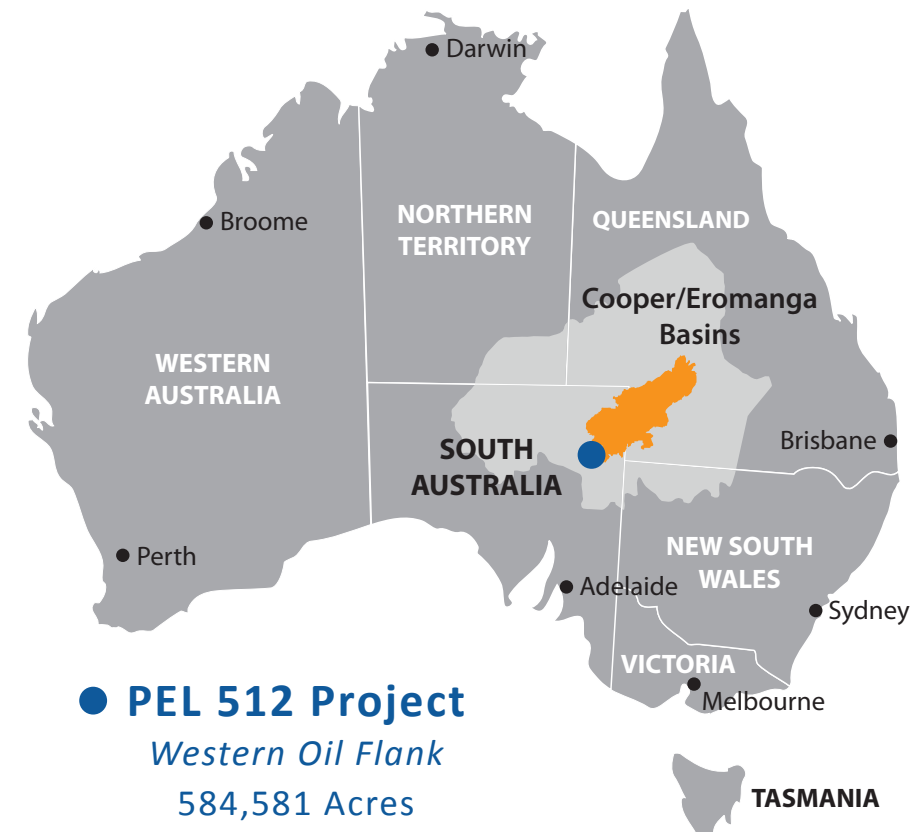 Darwin
Broome
NORTHERN
TERRITORY
QUEENSLAND
Cooper/Eromanga
Basins
WESTERN
AUSTRALIA
SOUTH
AUSTRALIA
Brisbane
Perth
NEW SOUTH
WALES
Adelaide
Sydney
VICTORIA
Melbourne
PEL 512 Project
Western Oil Flank
584,581 Acres
TASMANIA